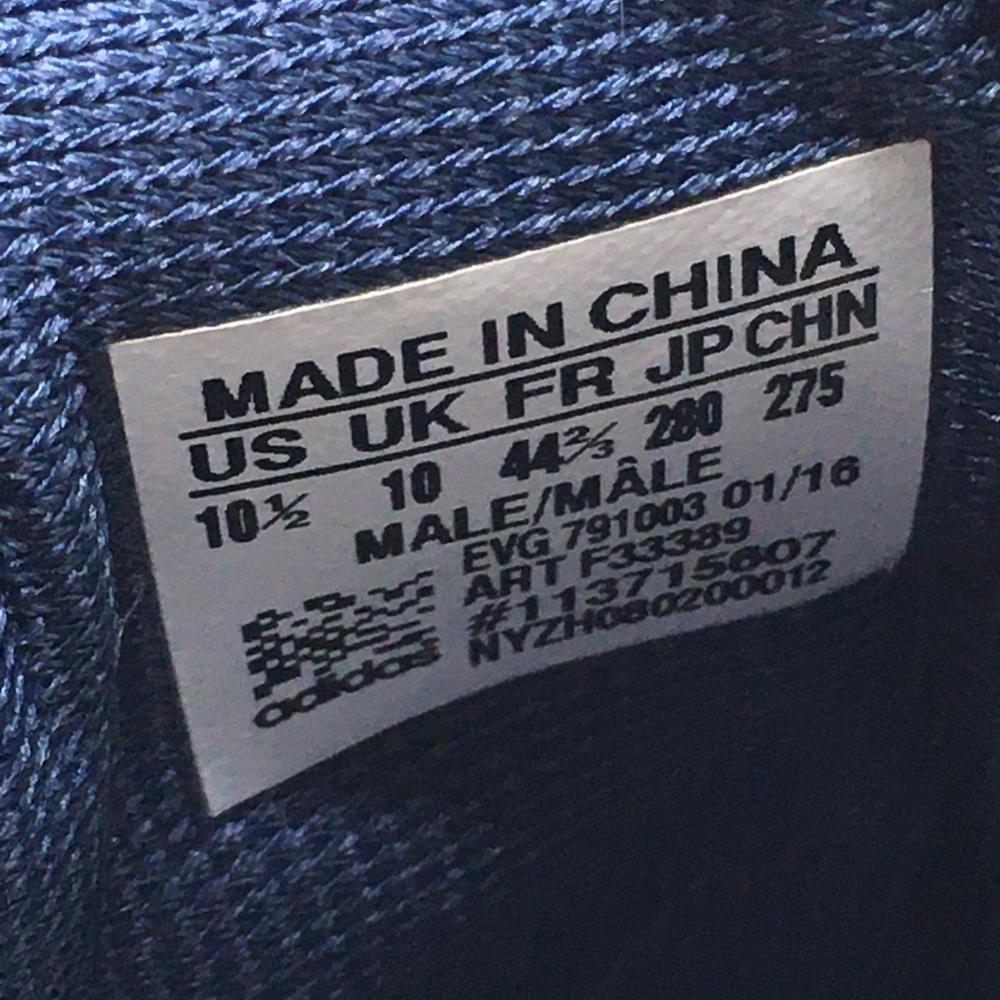 MADE IN CHINA
US UK FR JP CHN
10½ 10 44⅔ 280 275
MALE/MÂLE
EVG 791003 01/16
ART F33389
#113715607
NYZH0802000012
adidas